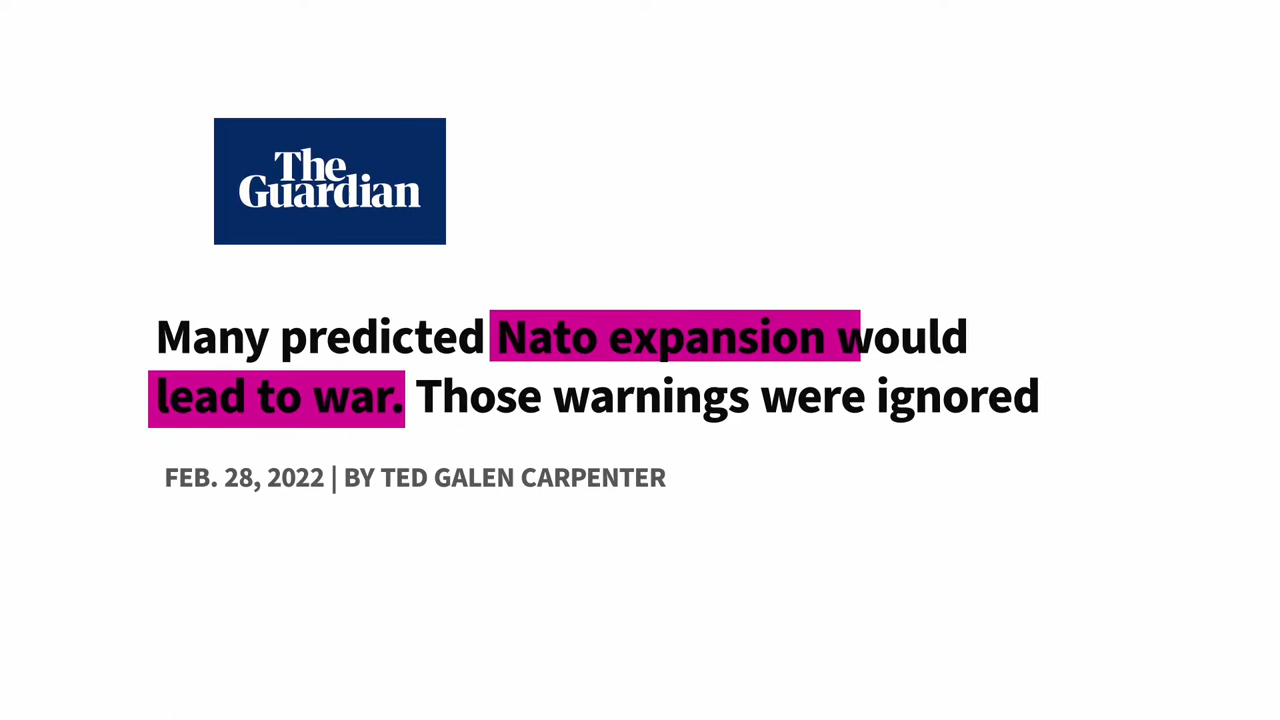 The
Guardian
Many predicted Nato expansion would
lead to war. Those warnings were ignored
FEB. 28, 2022 | BY TED GALEN CARPENTER